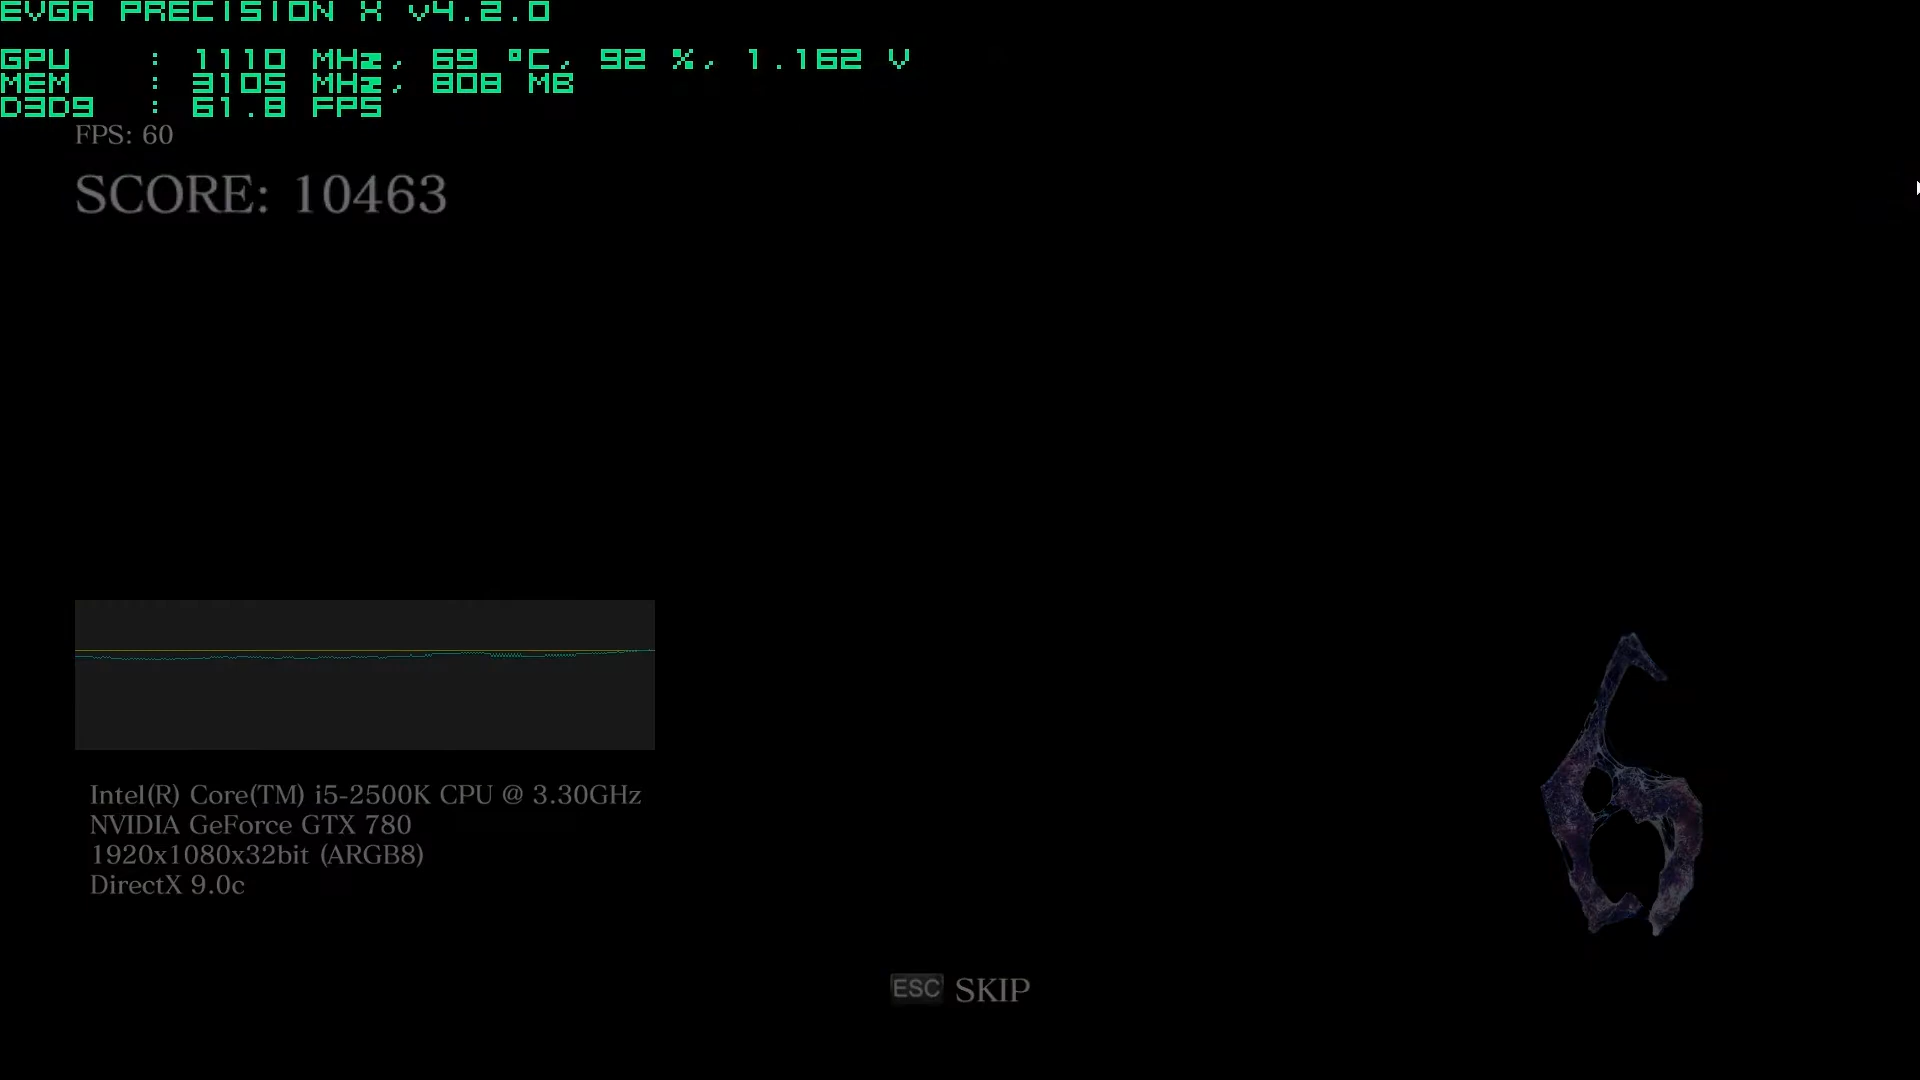 EVGA PRECISION X v4.2.0
GPU : 1110 MHz, 69 °C, 92 %, 1.162 V
MEM : 3105 MHz, 808 MB
D3D9 : 61.8 FPS
FPS: 60
SCORE: 10463
Intel(R) Core(TM) i5-2500K CPU @ 3.30GHz
NVIDIA GeForce GTX 780
1920x1080x32bit (ARGB8)
DirectX 9.0c
6
ESC SKIP